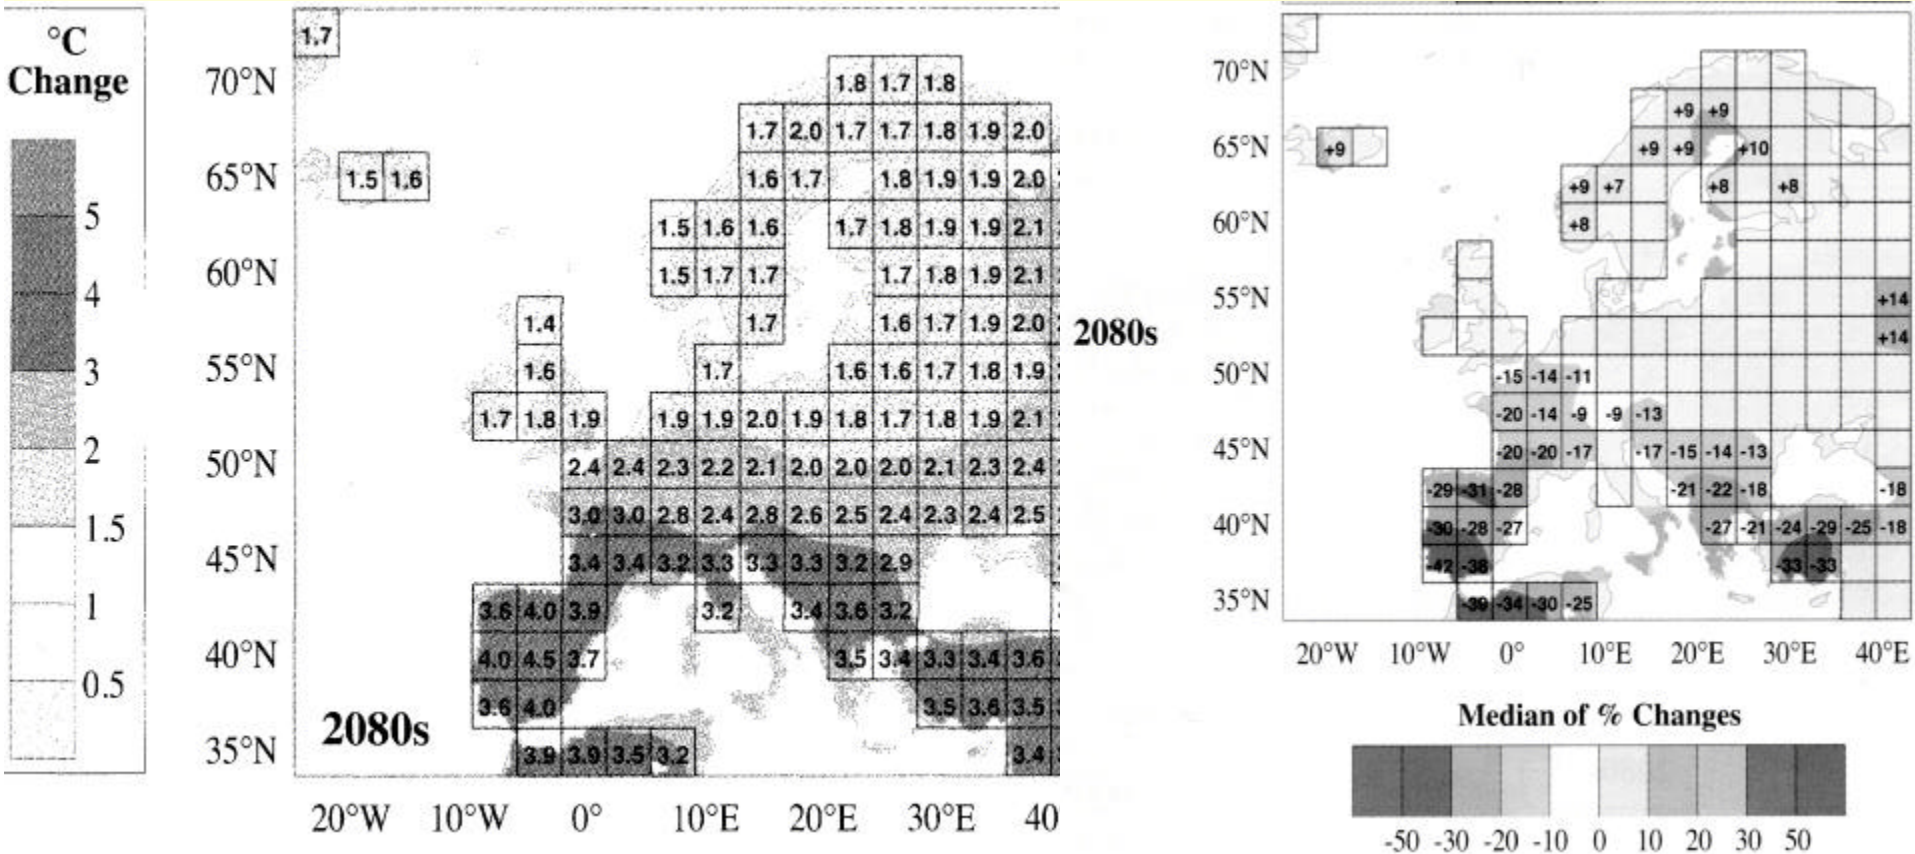 °C
Change
5
4
3
2
1.5
1
0.5
70°N
65°N
60°N
55°N
50°N
45°N
40°N
35°N
1.7
1.8 1.7 1.8
1.7 2.0 1.7 1.7 1.8 1.9 2.0
1.5 1.6 1.6 1.7 1.8 1.9 1.9 2.0
1.5 1.6 1.6 1.7 1.8 1.9 1.9 2.1
1.5 1.7 1.7 1.7 1.8 1.9 2.1
1.4 1.7 1.6 1.7 1.9 2.0
1.6 1.7 1.6 1.6 1.7 1.8 1.9
1.7 1.8 1.9 1.9 1.9 2.0 1.9 1.8 1.7 1.8 1.9 2.1
2.4 2.4 2.3 2.2 2.1 2.0 2.0 2.0 2.1 2.3 2.4
3.0 3.0 2.8 2.4 2.8 2.6 2.5 2.4 2.3 2.4 2.5
3.4 3.4 3.2 3.3 3.3 3.3 3.2 2.9
3.6 4.0 3.9 3.2 3.4 3.6 3.2
4.0 4.5 3.7 3.5 3.4 3.3 3.4 3.6
3.6 4.0 3.5 3.6 3.5
3.9 3.9 3.5 3.2 3.4
2080s
20°W 10°W 0° 10°E 20°E 30°E 40
2080s
70°N
65°N
60°N
55°N
50°N
45°N
40°N
35°N
+9 +9
+9 +9 +9 +10
+9 +7 +8 +8
+8
+14
+14
-15 -14 -11
-20 -14 -9 -9 -13
-20 -20 -17 -17 -15 -14 -13
-29 -31 -28 -21 -22 -18 -18
-30 -28 -27 -27 -21 -24 -29 -25 -18
-42 -38 -33 -33
-39 -34 -30 -25
20°W 10°W 0° 10°E 20°E 30°E 40°E
Median of % Changes
-50 -30 -20 -10 0 10 20 30 50